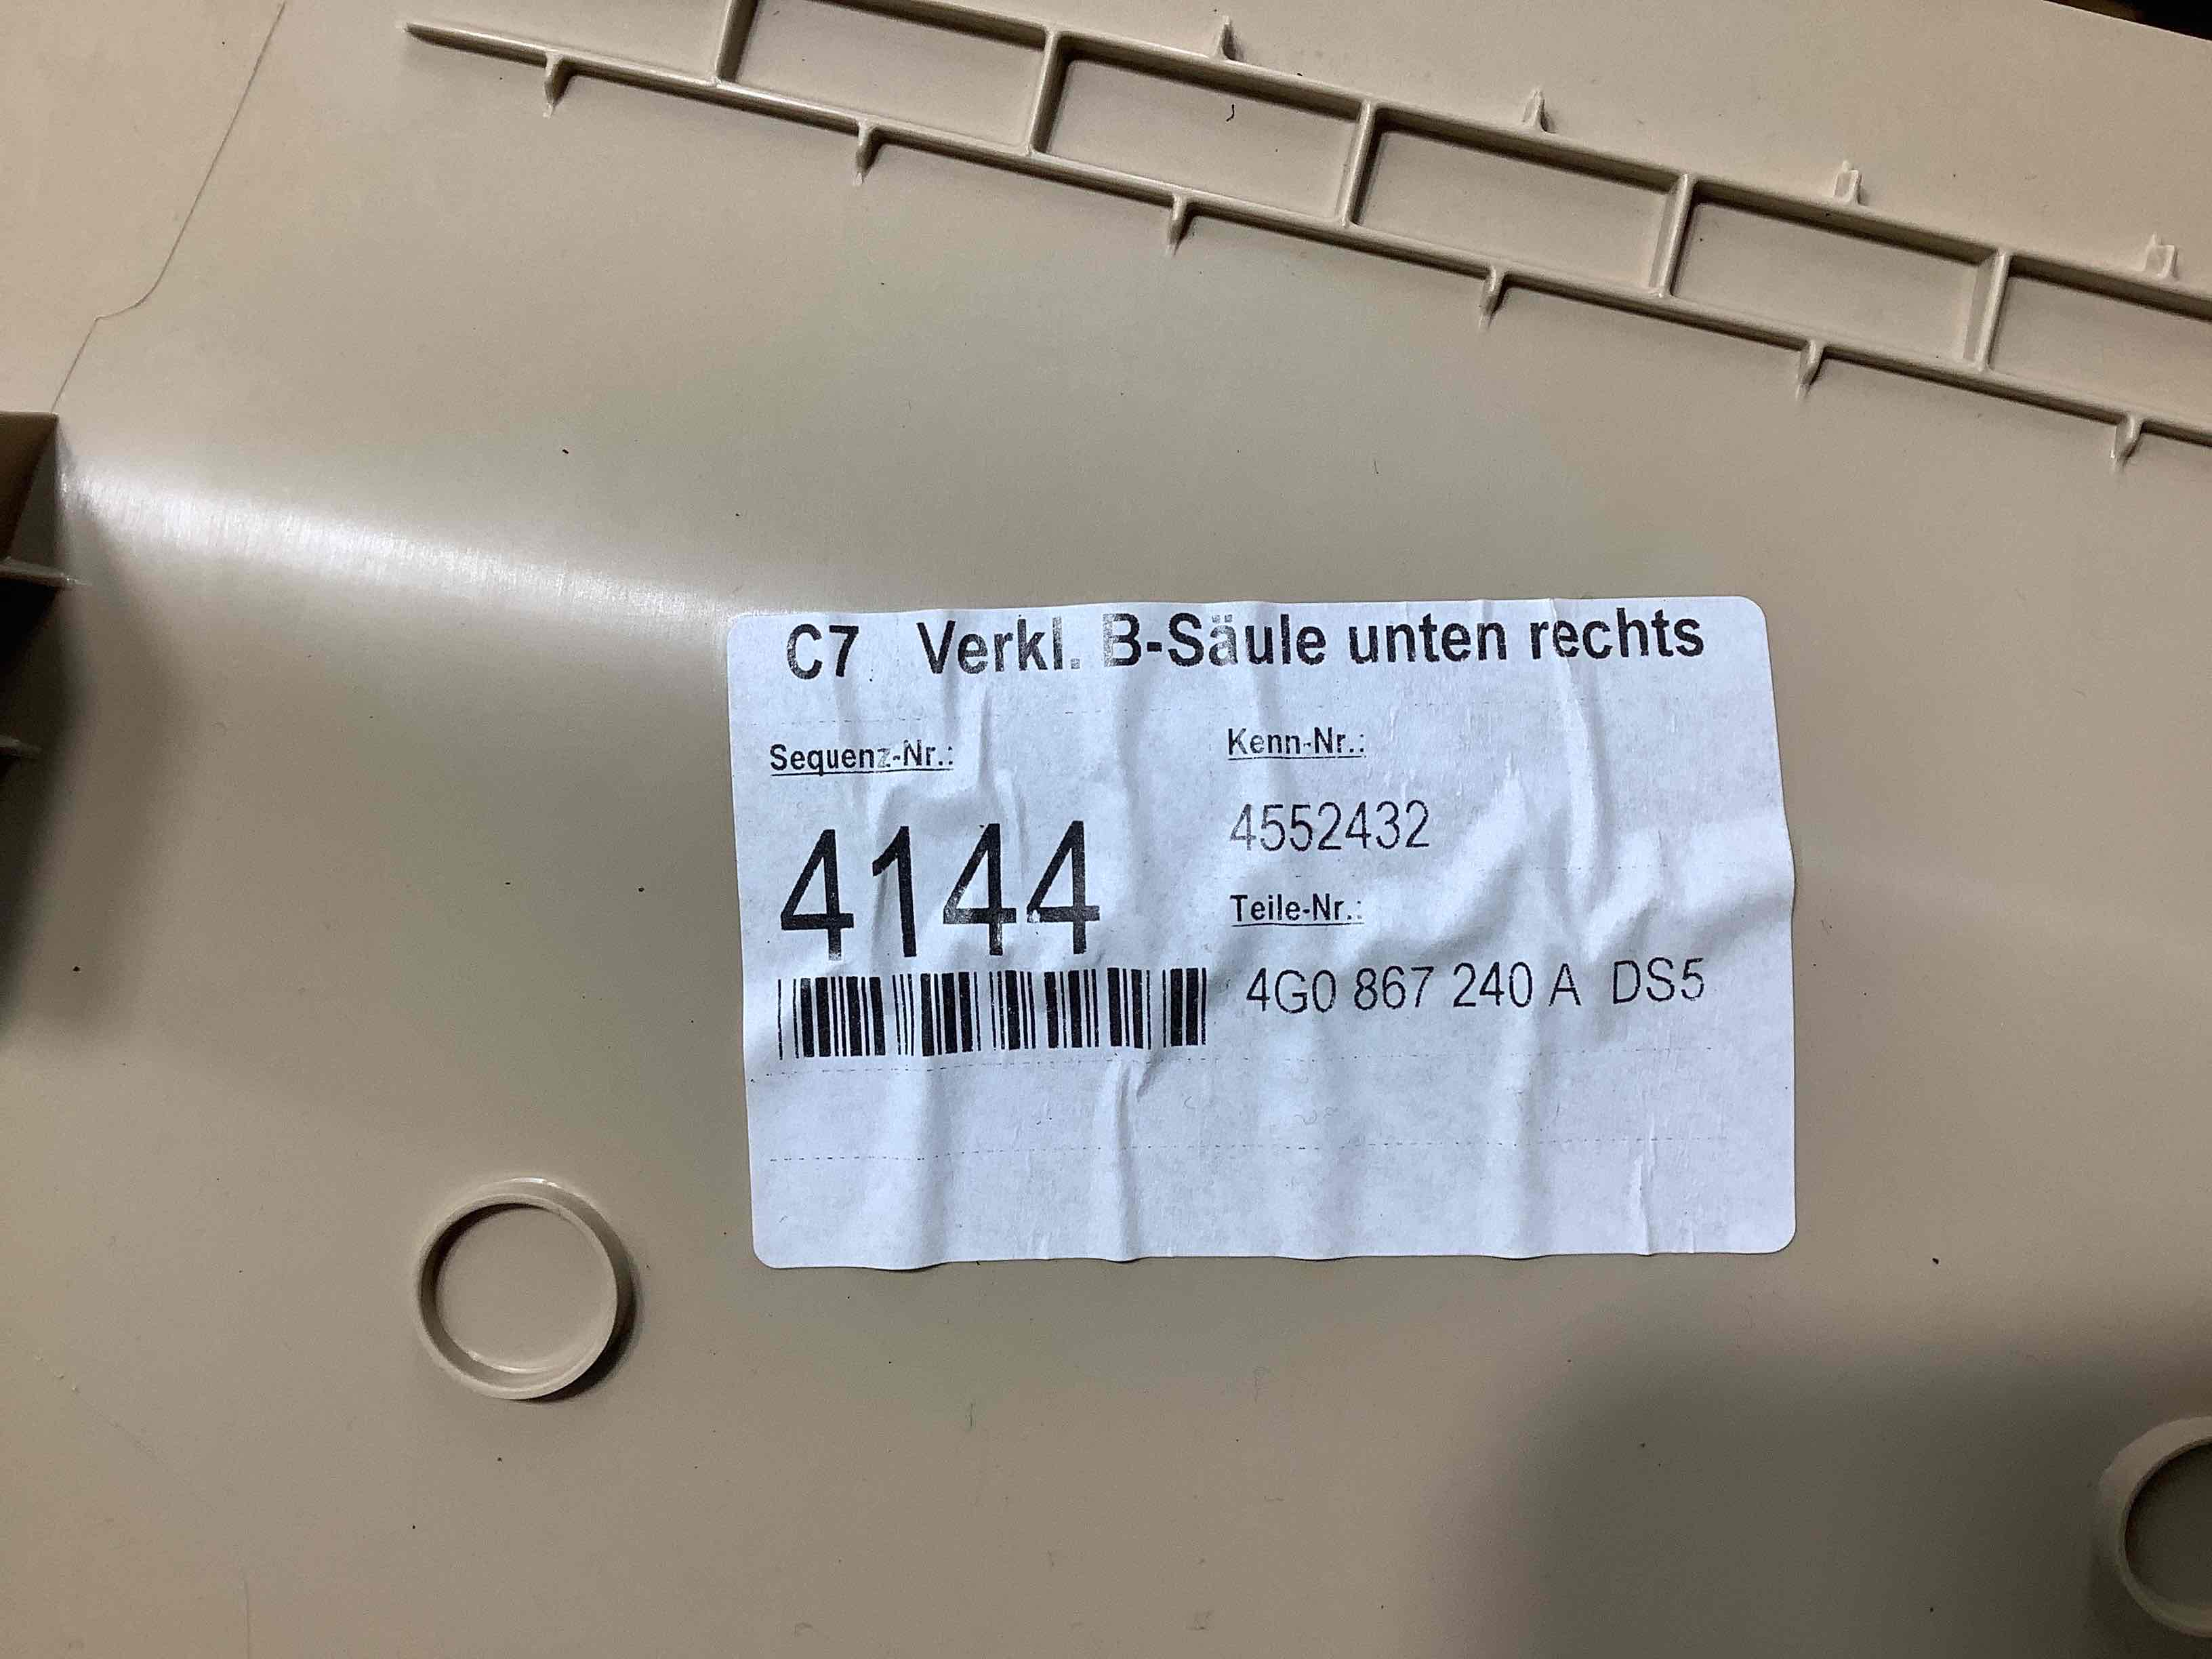 C7 Verkl. B-Säule unten rechts
Sequenz-Nr.:
4144
Kenn-Nr.:
4552432
Teile-Nr.:
4G0 867 240 A DS5